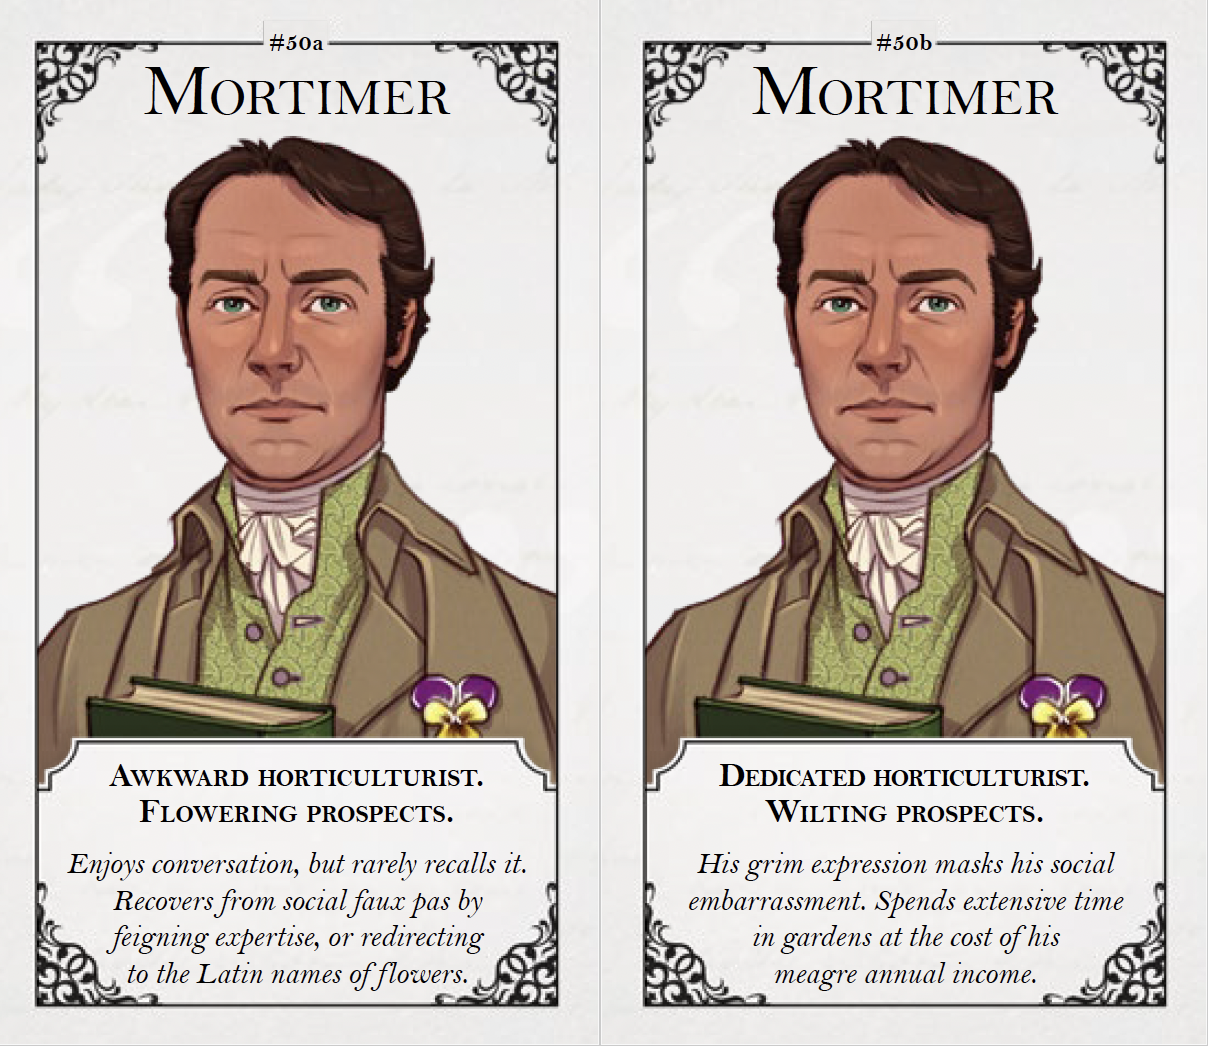 #50a
Mortimer
Awkward horticulturist.
Flowering prospects.
Enjoys conversation, but rarely recalls it.
Recovers from social faux pas by
feigning expertise, or redirecting
to the Latin names of flowers.
#50b
Mortimer
Dedicated horticulturist.
Wilting prospects.
His grim expression masks his social
embarrassment. Spends extensive time
in gardens at the cost of his
meagre annual income.